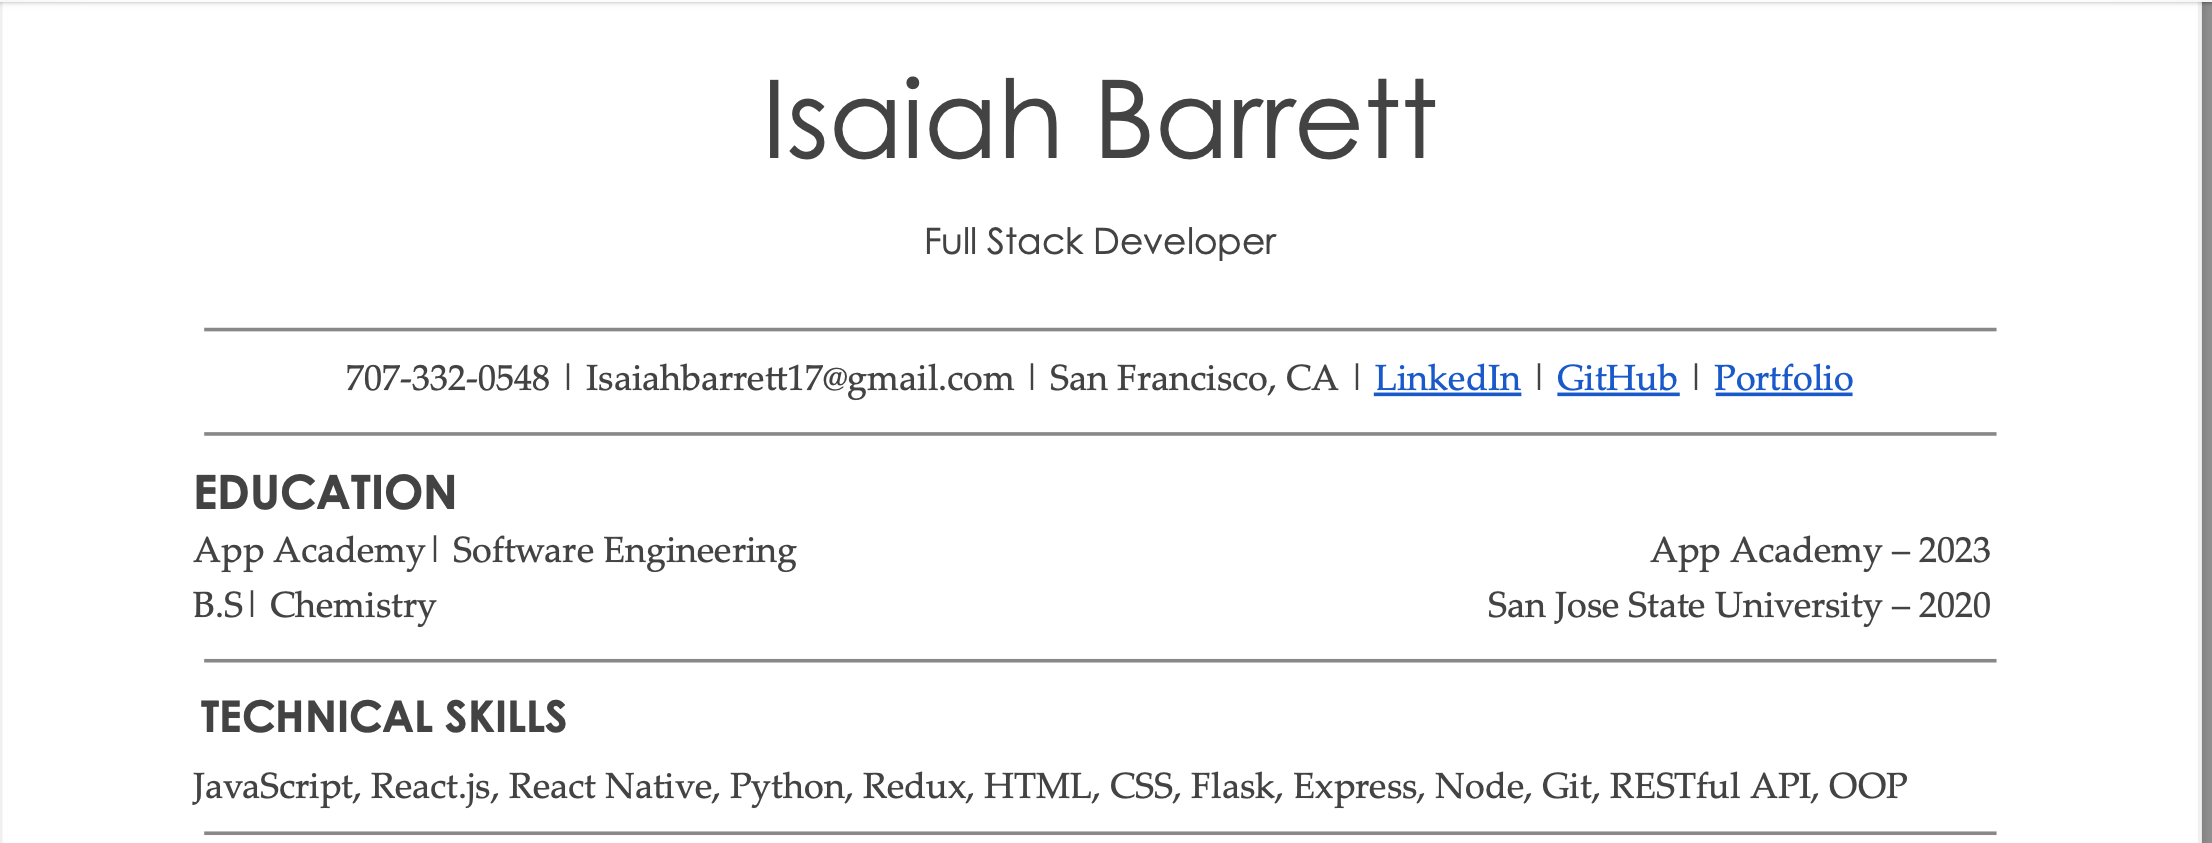 Isaiah Barrett
Full Stack Developer
707-332-0548 | Isaiahbarrett17@gmail.com | San Francisco, CA | LinkedIn | GitHub | Portfolio
EDUCATION
App Academy| Software Engineering App Academy – 2023
B.S| Chemistry San Jose State University – 2020
TECHNICAL SKILLS
JavaScript, React.js, React Native, Python, Redux, HTML, CSS, Flask, Express, Node, Git, RESTful API, OOP